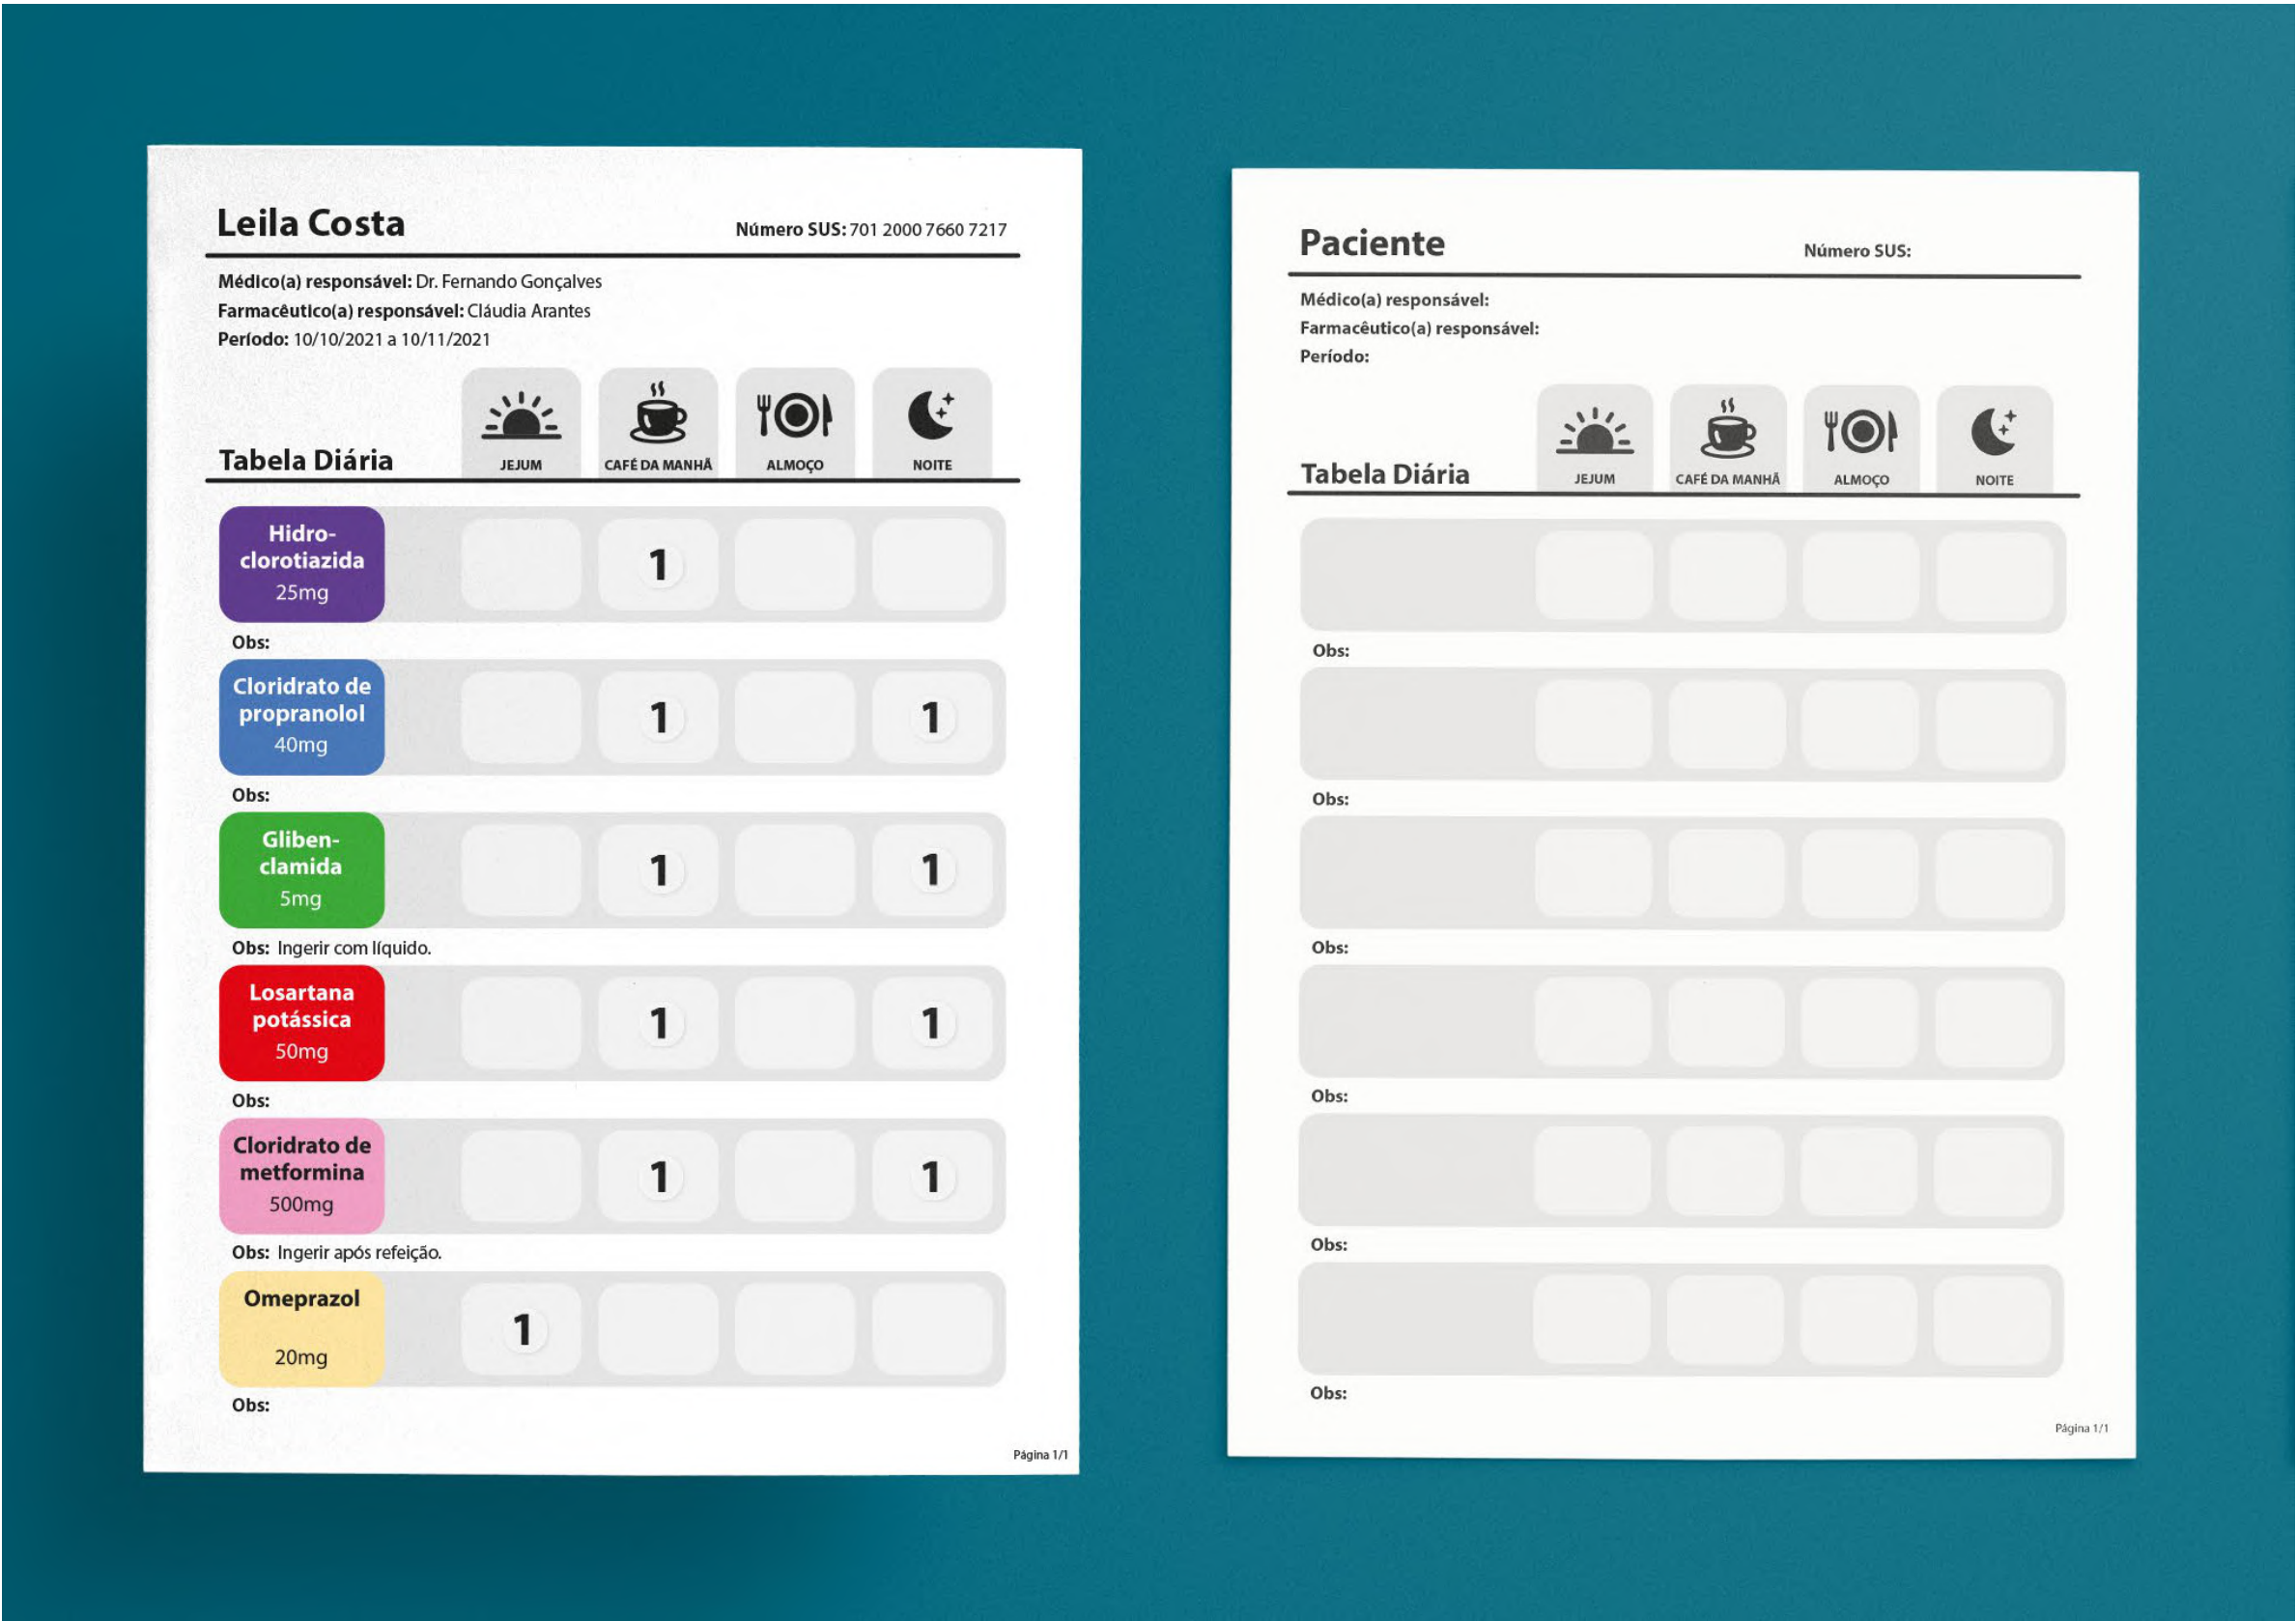 Leila Costa
Número SUS: 701 2000 7660 7217
Médico(a) responsável: Dr. Fernando Gonçalves
Farmacêutico(a) responsável: Cláudia Arantes
Período: 10/10/2021 a 10/11/2021
Tabela Diária
JEJUM
CAFÉ DA MANHÃ
ALMOÇO
NOITE
Hidro-
clorotiazida
25mg
1
Obs:
Cloridrato de
propranolol
40mg
1
1
Obs:
Gliben-
clamida
5mg
1
1
Obs: Ingerir com líquido.
Losartana
potássica
50mg
1
1
Obs:
Cloridrato de
metformina
500mg
1
1
Obs: Ingerir após refeição.
Omeprazol
20mg
1
Obs:
Página 1/1
Paciente
Número SUS:
Médico(a) responsável:
Farmacêutico(a) responsável:
Período:
Tabela Diária
JEJUM
CAFÉ DA MANHÃ
ALMOÇO
NOITE
Obs:
Obs:
Obs:
Obs:
Obs:
Obs:
Página 1/1